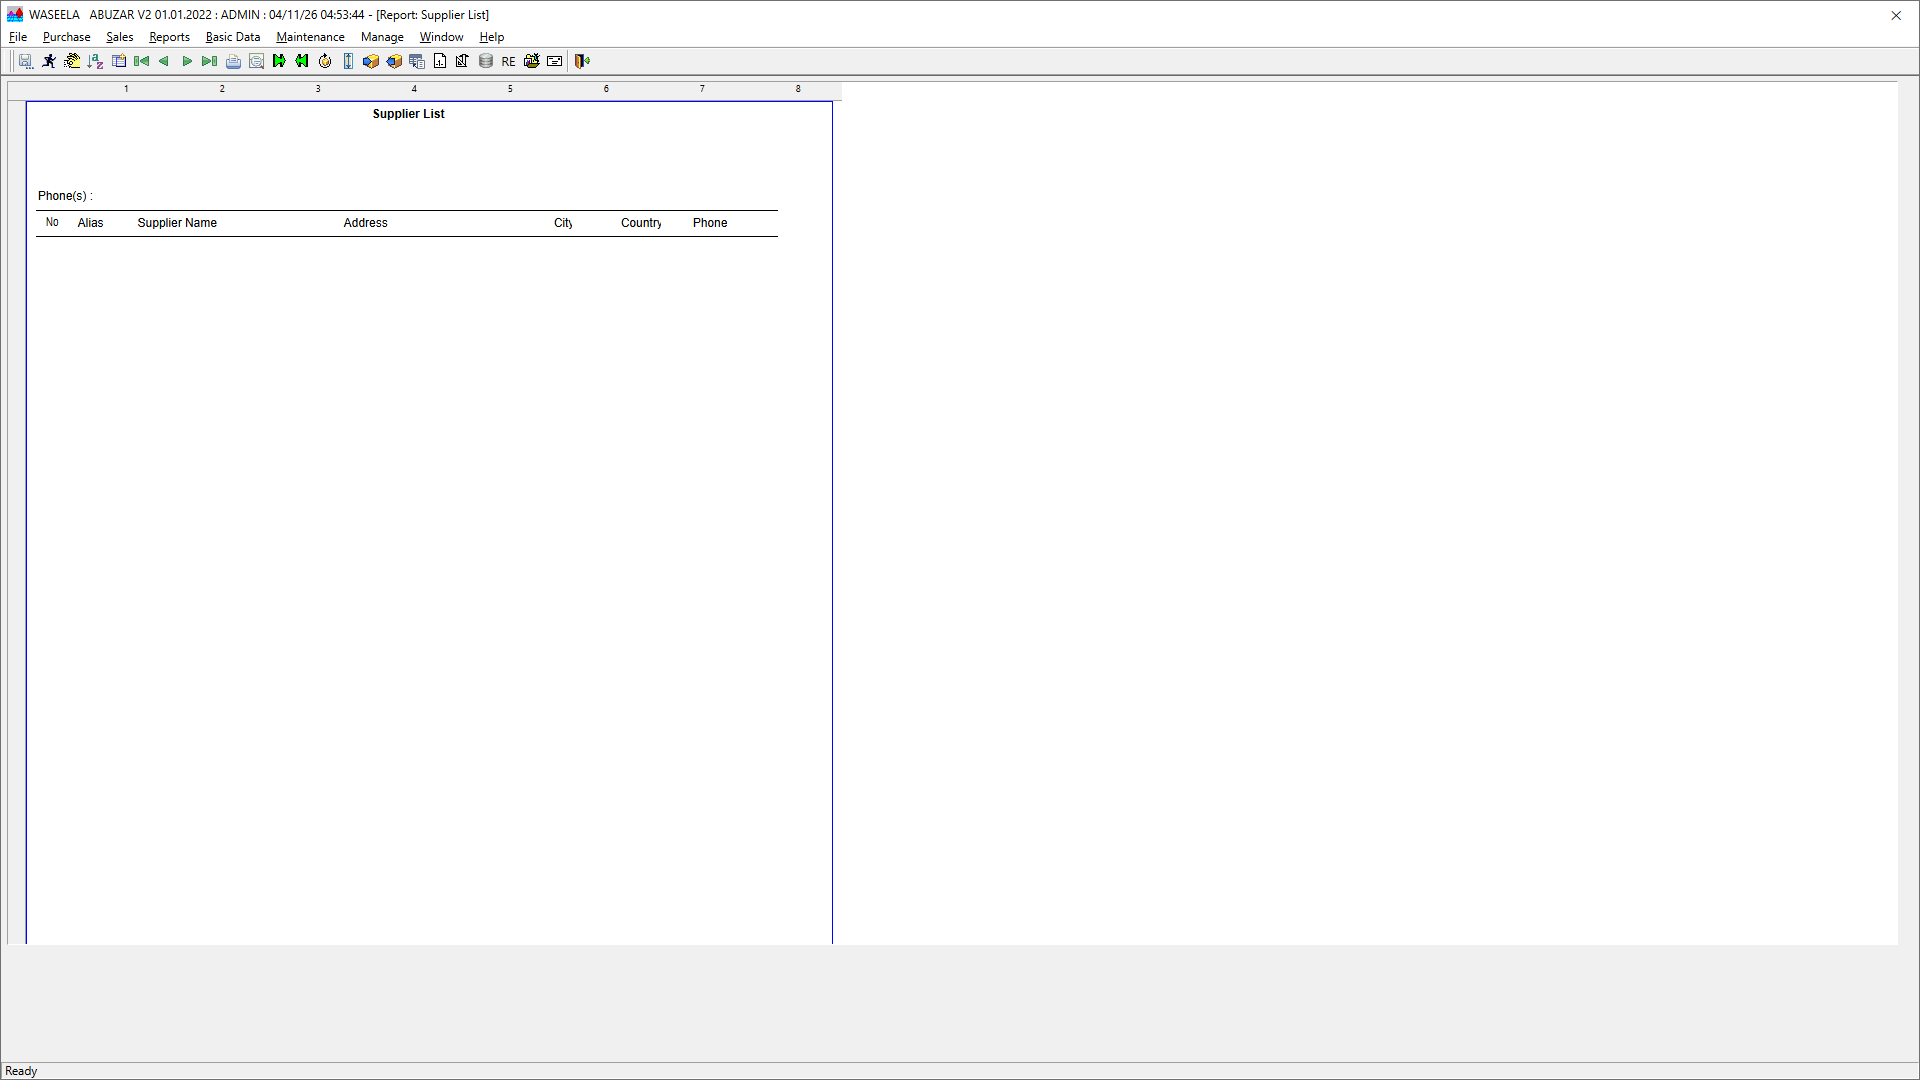 WASEELA   ABUZAR V2 01.01.2022 : ADMIN : 04/11/26 04:53:44 - [Report: Supplier List]
File Purchase Sales Reports Basic Data Maintenance Manage Window Help
RE
1 2 3 4 5 6 7 8
Supplier List
Phone(s) :
No Alias Supplier Name Address City Country Phone
Ready